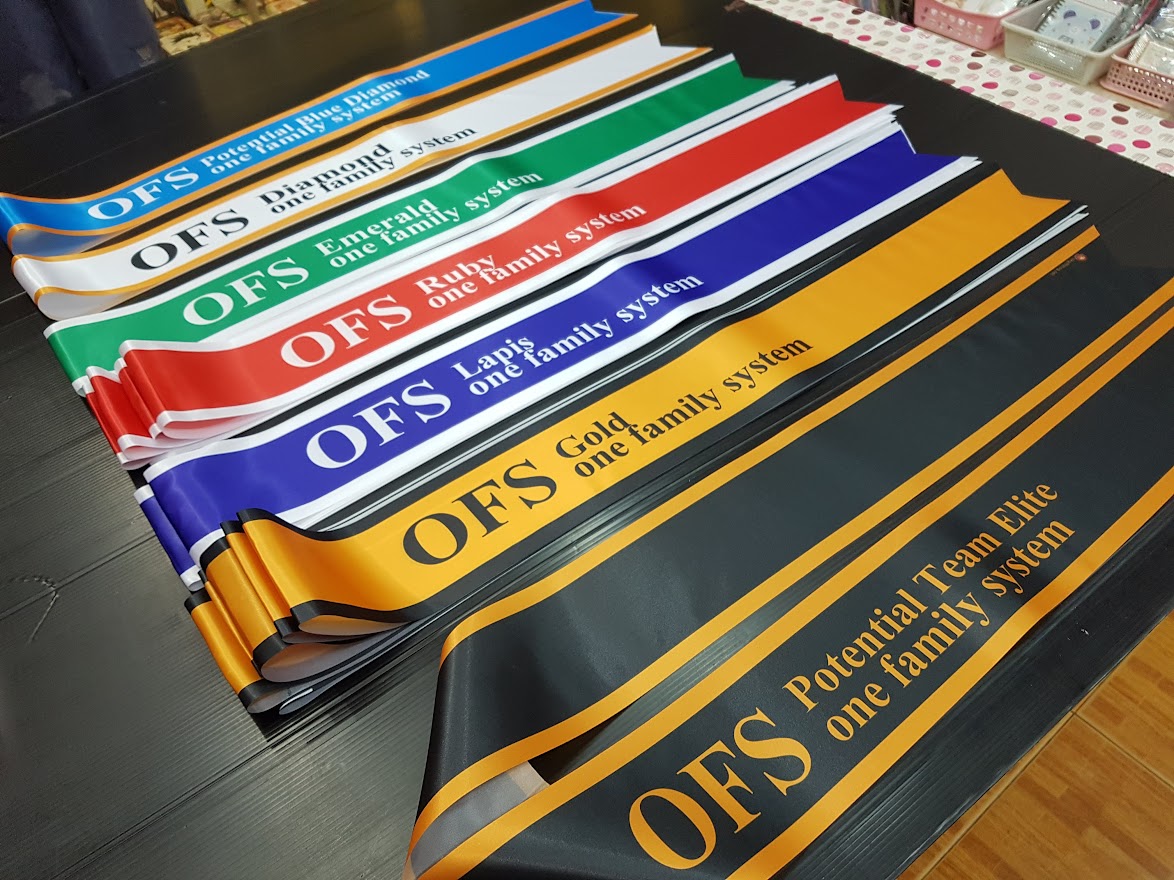 OFS Potential Blue Diamond
one family system
OFS Diamond
one family system
OFS Emerald
one family system
OFS Ruby
one family system
OFS Lapis
one family system
OFS Gold
one family system
OFS Potential Team Elite
one family system